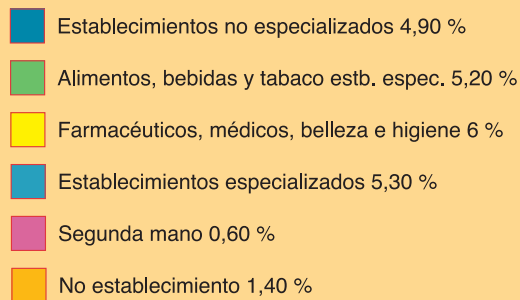 Establecimientos no especializados 4,90 %
Alimentos, bebidas y tabaco estb. espec. 5,20 %
Farmacéuticos, médicos, belleza e higiene 6 %
Establecimientos especializados 5,30 %
Segunda mano 0,60 %
No establecimiento 1,40 %